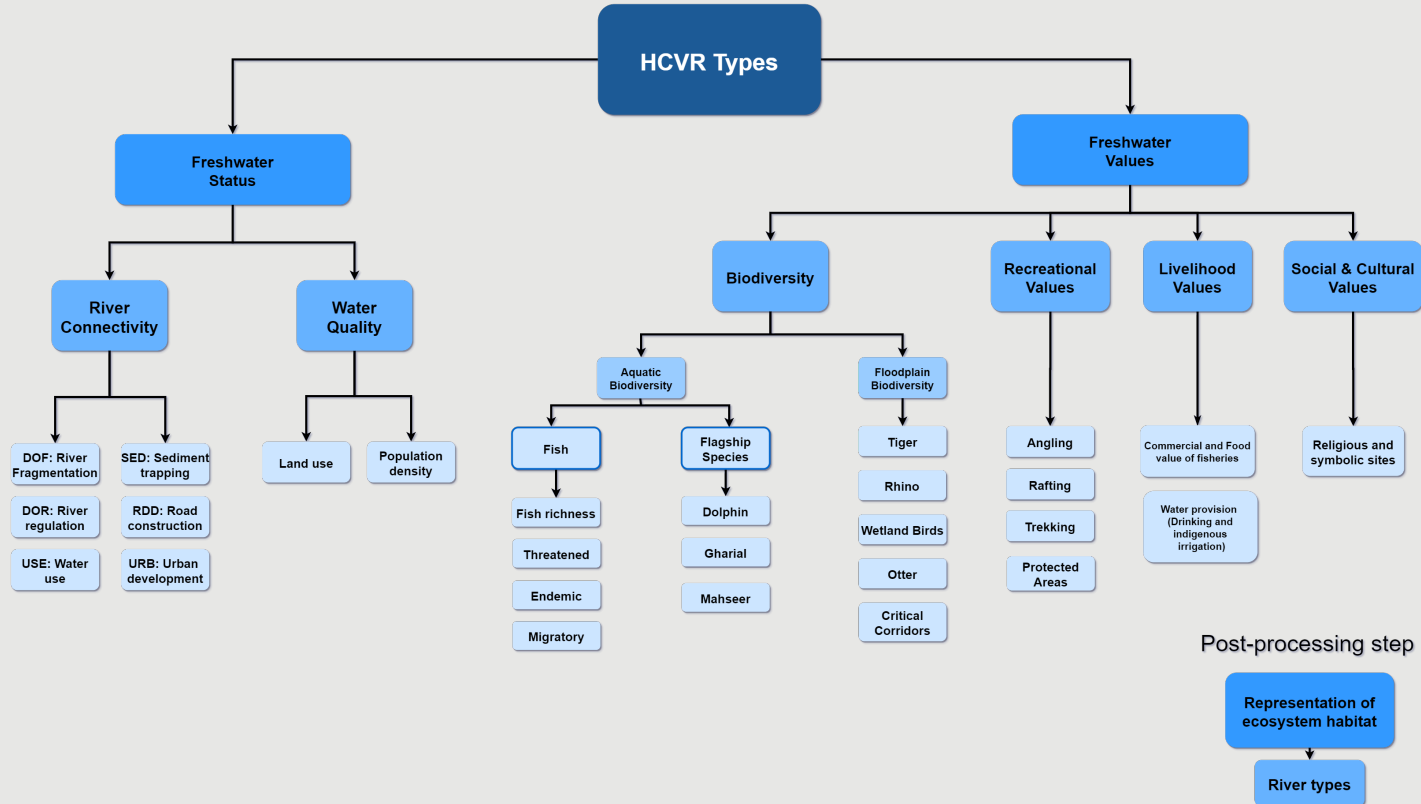 HCVR Types
Freshwater
Status
Freshwater
Values
River
Connectivity
Water
Quality
Biodiversity
Recreational
Values
Livelihood
Values
Social & Cultural
Values
Aquatic
Biodiversity
Floodplain
Biodiversity
DOF: River
Fragmentation
DOR: River
regulation
USE: Water
use
SED: Sediment
trapping
RDD: Road
construction
URB: Urban
development
Land use
Population
density
Fish
Fish richness
Threatened
Endemic
Migratory
Flagship
Species
Dolphin
Gharial
Mahseer
Tiger
Rhino
Wetland Birds
Otter
Critical
Corridors
Angling
Rafting
Trekking
Protected
Areas
Commercial and Food
value of fisheries
Water provision
(Drinking and
indigenous
irrigation)
Religious and
symbolic sites
Post-processing step
Representation of
ecosystem habitat
River types